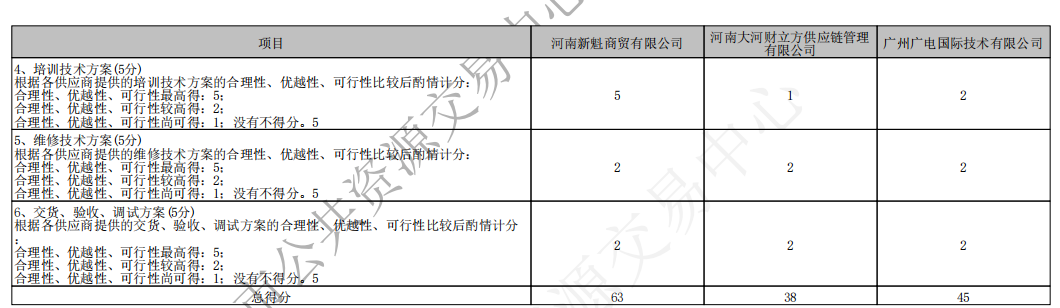 项目
河南新魁商贸有限公司
河南大河财立方供应链管理
有限公司
广州广电国际技术有限公司
4、培训技术方案(5分)
根据各供应商提供的培训技术方案的合理性、优越性、可行性比较后酌情计分:
合理性、优越性、可行性最高得: 5;
合理性、优越性、可行性较高得: 2;
合理性、优越性、可行性尚可得: 1; 没有不得分。5
5
1
2
5、维修技术方案(5分)
根据各供应商提供的维修技术方案的合理性、优越性、可行性比较后酌情计分:
合理性、优越性、可行性最高得: 5;
合理性、优越性、可行性较高得: 2;
合理性、优越性、可行性尚可得: 1; 没有不得分。5
2
2
2
6、交货、验收、调试方案(5分)
根据各供应商提供的交货、验收、调试方案的合理性、优越性、可行性比较后酌情计分
:
合理性、优越性、可行性最高得: 5;
合理性、优越性、可行性较高得: 2;
合理性、优越性、可行性尚可得: 1; 没有不得分。5
2
2
2
总得分
63
38
45
市公共资源交易中心
源交易中心